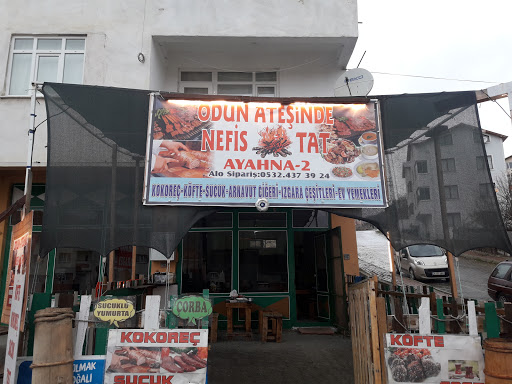 ODUN ATEŞİNDE
NEFİS TAT
AYAHNA-2
Alo Sipariş:0532.437 39 24
KOKOREÇ-KÖFTE-SUCUK-ARNAVUT CİĞERİ-IZGARA ÇEŞİTLERİ-EV YEMEKLERİ
SUCUKLU
YUMURTA
ÇORBA
KOKOREÇ
SUCUK
KÖFTE
OLMAK